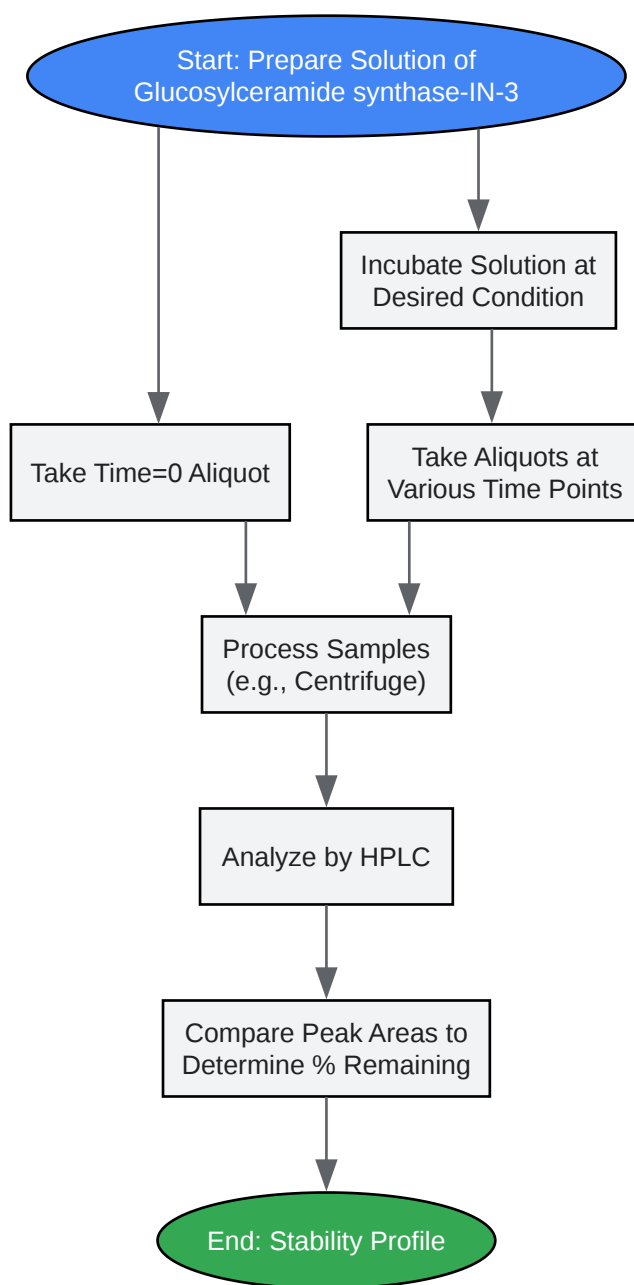 Start: Prepare Solution of
Glucosylceramide synthase-IN-3
Incubate Solution at
Desired Condition
Take Time=0 Aliquot
Take Aliquots at
Various Time Points
Process Samples
(e.g., Centrifuge)
Analyze by HPLC
Compare Peak Areas to
Determine % Remaining
End: Stability Profile